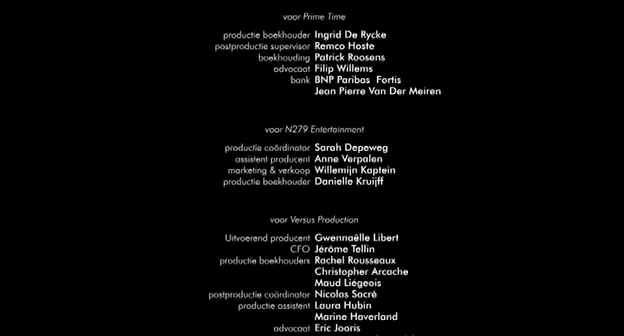 voor Prime Time
productie boekhouder Ingrid De Rycke
postproductie supervisor Remco Hoste
boekhouding Patrick Roosens
advocaat Filip Willems
bank BNP Paribas Fortis
Jean Pierre Van Der Meiren
voor N279 Entertainment
productie coördinator Sarah Depeweg
assistent producent Anne Verpalen
marketing & verkoop Willemijn Kaptein
productie boekhouder Danielle Kruijff
voor Versus Production
Uitvoerend producent Gwennaëlle Libert
CFO Jérôme Tellin
productie boekhouders Rachel Rousseaux
Christopher Arcache
Maud Liégeois
postproductie coördinator Nicolas Sacré
productie assistent Laura Hubin
Marine Haverland
advocaat Eric Jooris